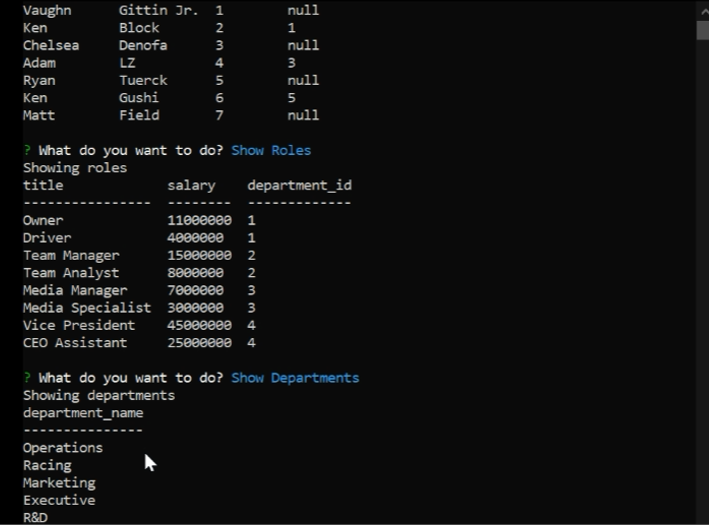 Vaughn Gittin Jr. 1 null
Ken Block 2 1
Chelsea Denofa 3 null
Adam LZ 4 3
Ryan Tuerck 5 null
Ken Gushi 6 5
Matt Field 7 null
? What do you want to do? Show Roles
Showing roles
title salary department_id
---------------- -------- -------------
Owner 11000000 1
Driver 4000000 1
Team Manager 15000000 2
Team Analyst 8000000 2
Media Manager 7000000 3
Media Specialist 3000000 3
Vice President 45000000 4
CEO Assistant 25000000 4
? What do you want to do? Show Departments
Showing departments
department_name
---------------
Operations
Racing
Marketing
Executive
R&D